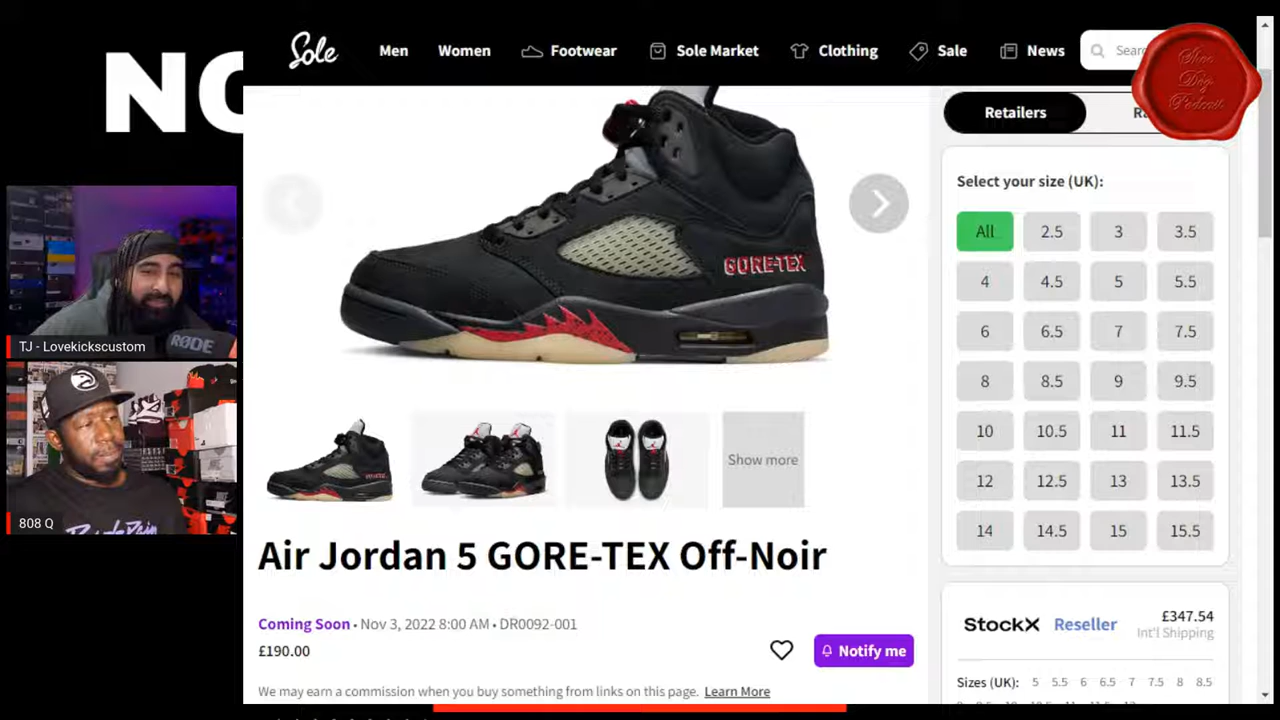 NO
Sole
Men
Women
Footwear
Sole Market
Clothing
Sale
News
Sear
Shoe
Dog
Podcast
Retailers
Ra
GORE-TEX
Select your size (UK):
All 2.5 3 3.5
4 4.5 5 5.5
6 6.5 7 7.5
8 8.5 9 9.5
10 10.5 11 11.5
12 12.5 13 13.5
14 14.5 15 15.5
TJ - Lovekickscustom
RØDE
808 Q
Show more
Air Jordan 5 GORE-TEX Off-Noir
Coming Soon • Nov 3, 2022 8:00 AM • DR0092-001
£190.00
Notify me
We may earn a commission when you buy something from links on this page. Learn More
StockX Reseller £347.54
Int'l Shipping
Sizes (UK): 5 5.5 6 6.5 7 7.5 8 8.5